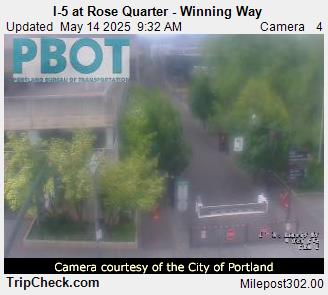 I-5 at Rose Quarter - Winning Way
Updated May 14 2025 9:32 AM Camera 4
PBOT
PORTLAND BUREAU OF TRANSPORTATION
Camera courtesy of the City of Portland
TripCheck.com Milepost302.00